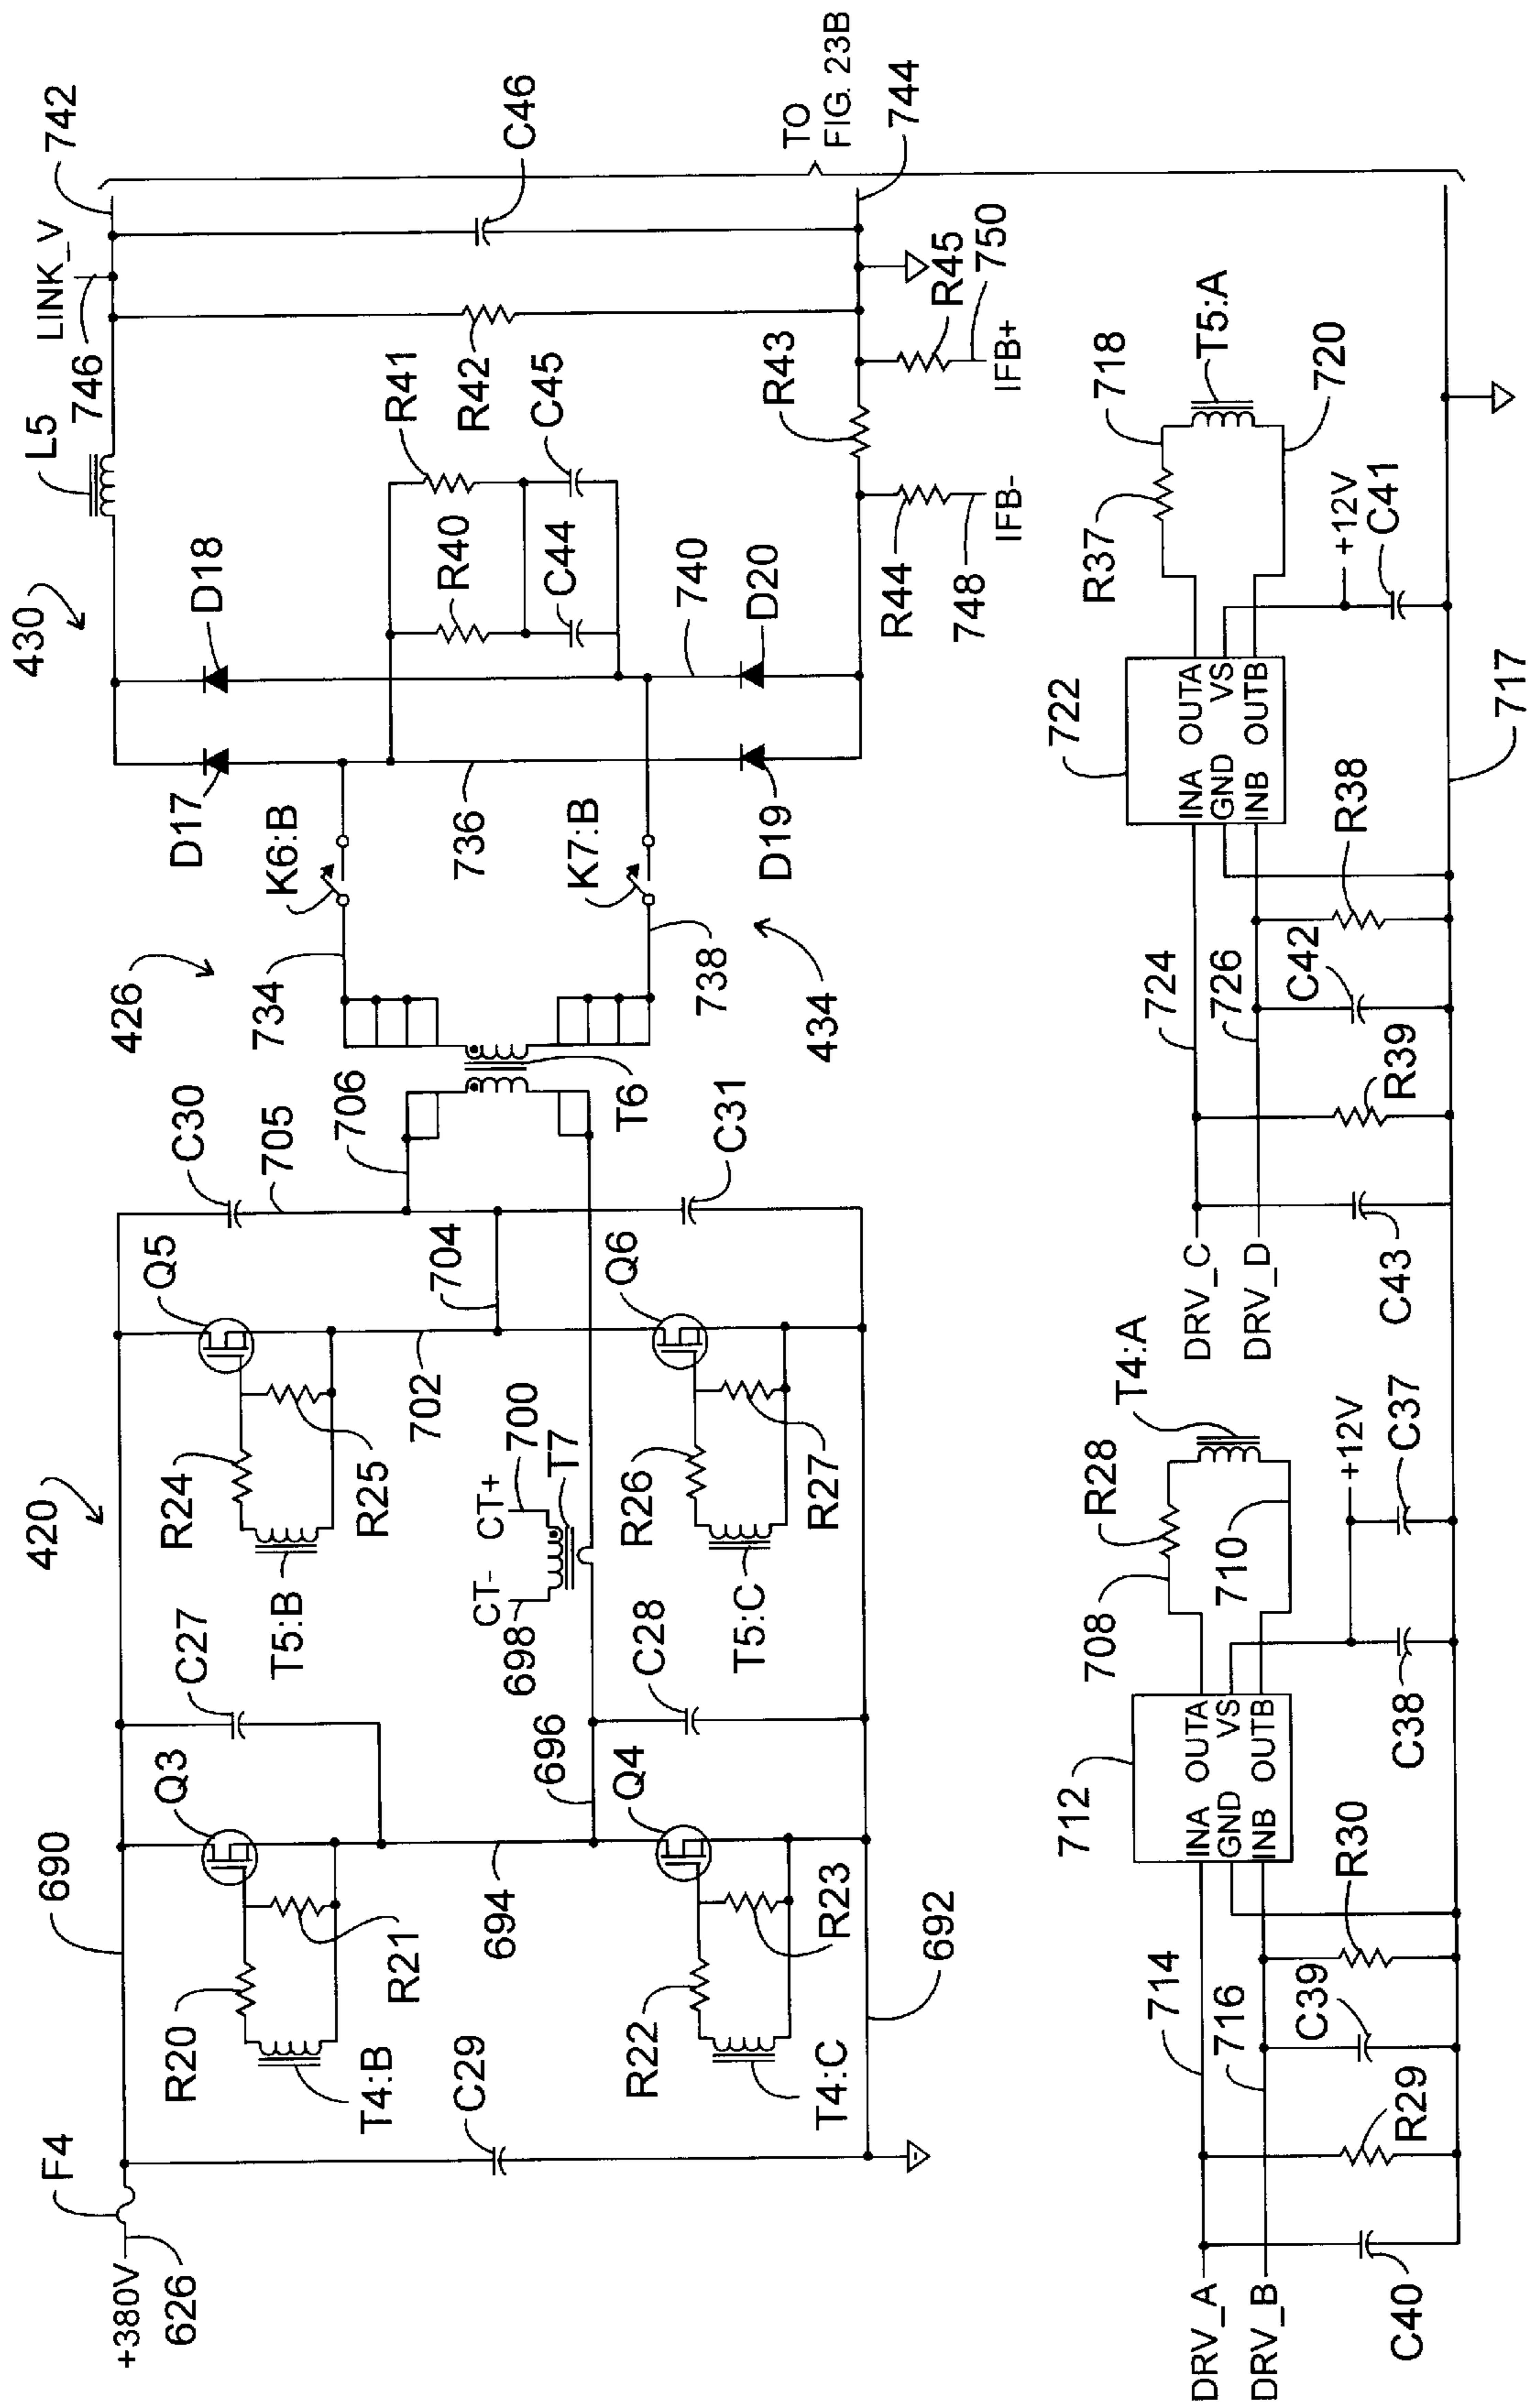 420
426
430
742
690
Q3
C27
Q5
C30
705
706
734
K6:B
D17
D18
L5
746
LINK_V
F4
+380V
626
R20
R21
T4:B
694
696
T5:B
R24
R25
702
704
CT-
CT+
698
700
T7
736
R40
R41
R42
C44
C45
C46
C29
R22
R23
T4:C
Q4
C28
T5:C
R26
R27
Q6
C31
T6
738
434
K7:B
D19
740
D20
R43
R44
748
IFB-
IFB+
R45
750
744
TO
FIG. 23B
692
DRV_A
DRV_B
714
716
C40
R29
C39
R30
712
INA OUTA
GND VS
INB OUTB
708
R28
710
T4:A
+12V
C38
C37
DRV_C
DRV_D
724
726
C43
R39
C42
R38
722
INA OUTA
GND VS
INB OUTB
R37
718
T5:A
720
+12V
C41
717